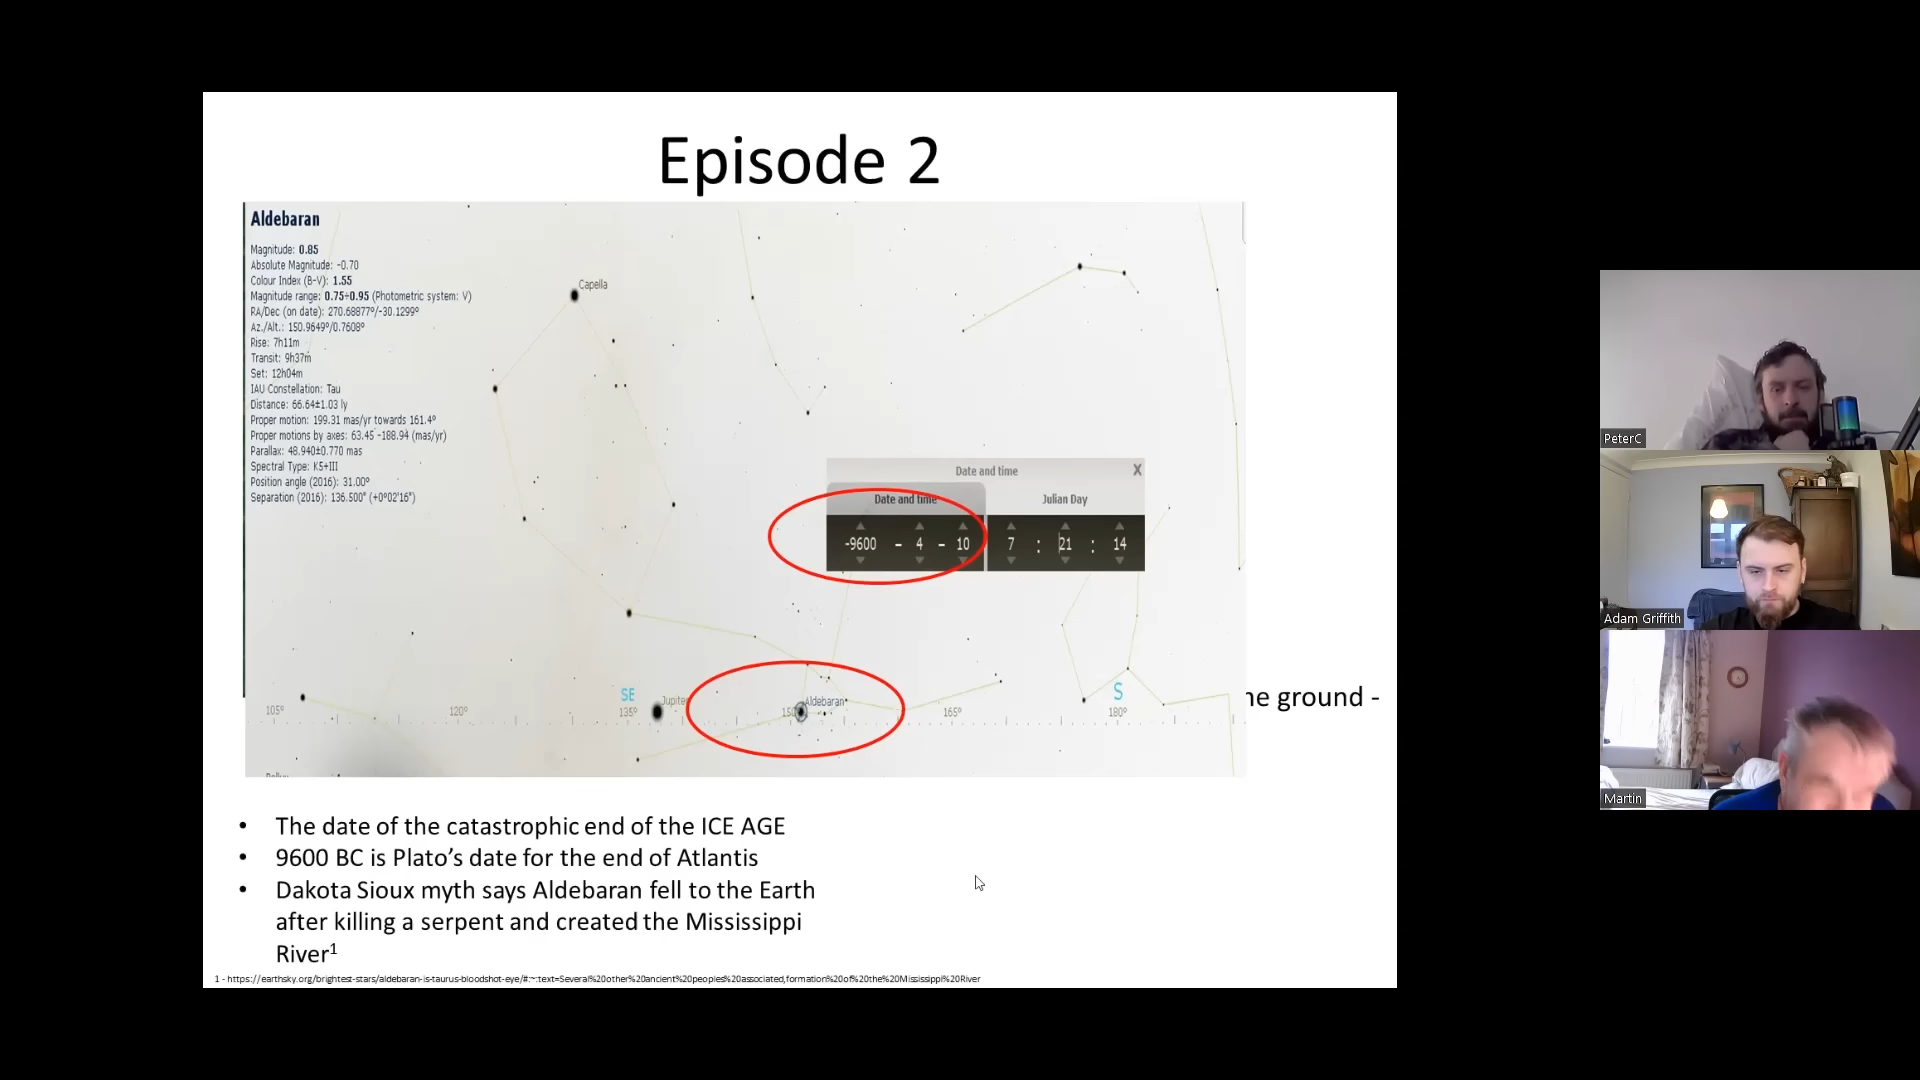 Episode 2
Aldebaran
Magnitude: 0.85
Absolute Magnitude: -0.70
Colour Index (B-V): 1.55
Magnitude range: 0.75÷0.95 (Photometric system: V)
RA/Dec (on date): 270.68877°/-30.1299°
Az./Alt.: 150.9649°/0.7608°
Rise: 7h11m
Transit: 9h37m
Set: 12h04m
IAU Constellation: Tau
Distance: 66.64±1.03 ly
Proper motion: 199.31 mas/yr towards 161.4°
Proper motions by axes: 63.45 -188.94 (mas/yr)
Parallax: 48.940±0.770 mas
Spectral Type: K5+III
Position angle (2016): 31.00°
Separation (2016): 136.500" (+0°02'16")
Capella
Date and time X
Date and time Julian Day
-9600 - 4 - 10 7 : 21 : 14
SE Jupiter Aldebaran S
105° 120° 135° 150 165° 180°
he ground -
• The date of the catastrophic end of the ICE AGE
• 9600 BC is Plato's date for the end of Atlantis
• Dakota Sioux myth says Aldebaran fell to the Earth
after killing a serpent and created the Mississippi
River1
1 - https://earthsky.org/brightest-stars/aldebaran-is-taurus-bloodshot-eye/#:~:text=Several%20other%20ancient%20peoples%20associated,formation%20of%20the%20Mississippi%20River
PeterC
Adam Griffith
Martin